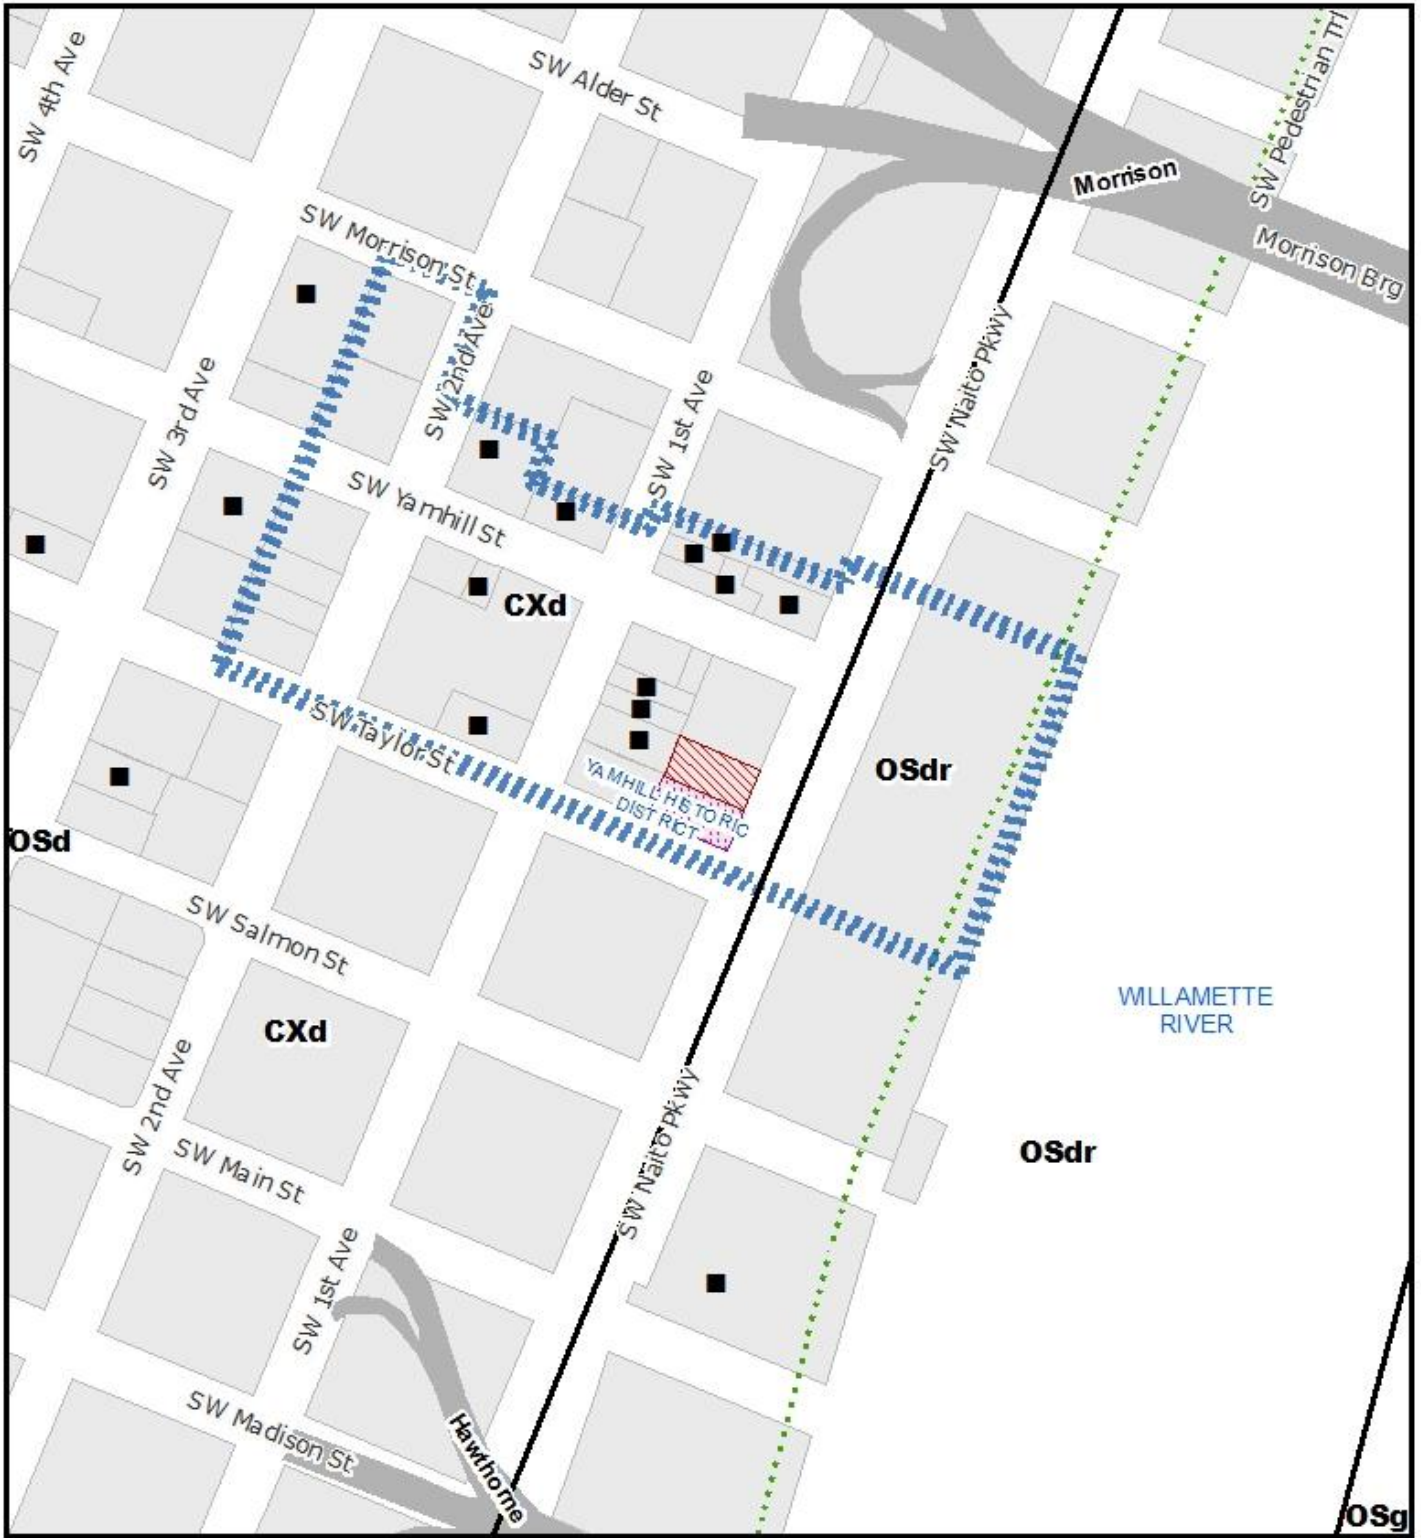 SW 4th Ave
SW Alder St
SW Pedestrian Trl
Morrison
Morrison Brg
SW Morrison St
SW 2nd Ave
SW 3rd Ave
SW 1st Ave
SW Naito Pkwy
SW Yamhill St
CXd
SW Taylor St
YAMHILL HISTORIC
DISTRICT
OSdr
OSd
SW Salmon St
WILLAMETTE
RIVER
CXd
SW 2nd Ave
SW Main St
SW Naito Pkwy
OSdr
SW 1st Ave
SW Madison St
Hawthorne
OSg